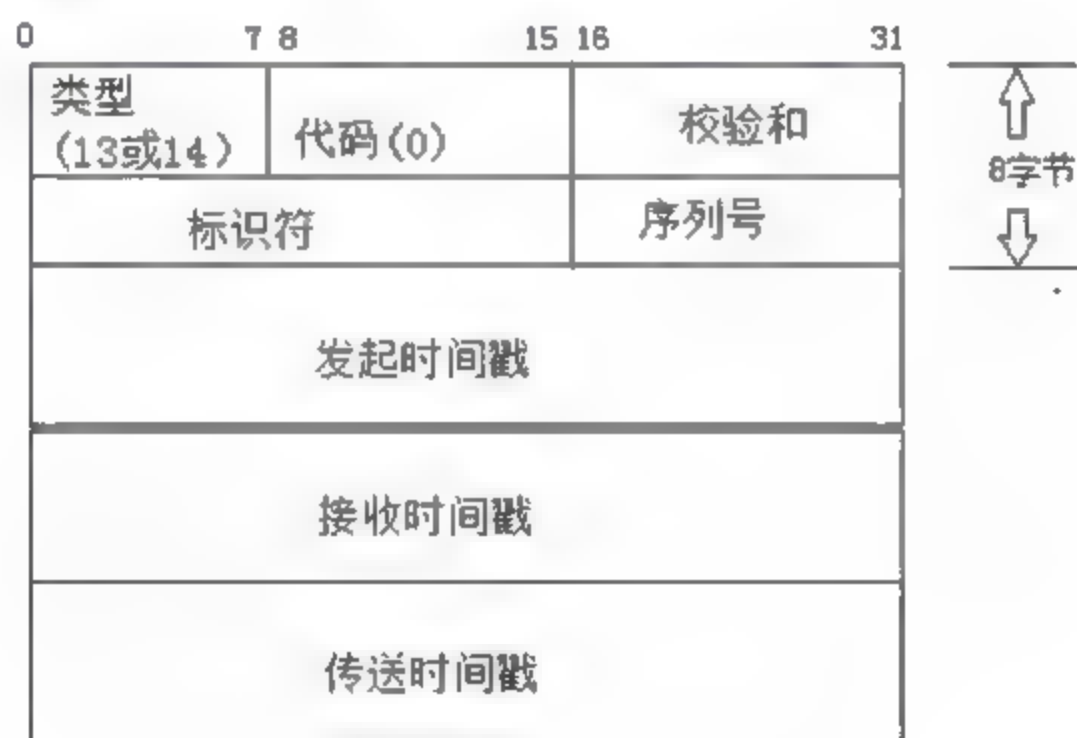 0 7 8 15 16 31
类型
(13或14)
代码(0)
校验和
8字节
标识符
序列号
发起时间戳
接收时间戳
传送时间戳